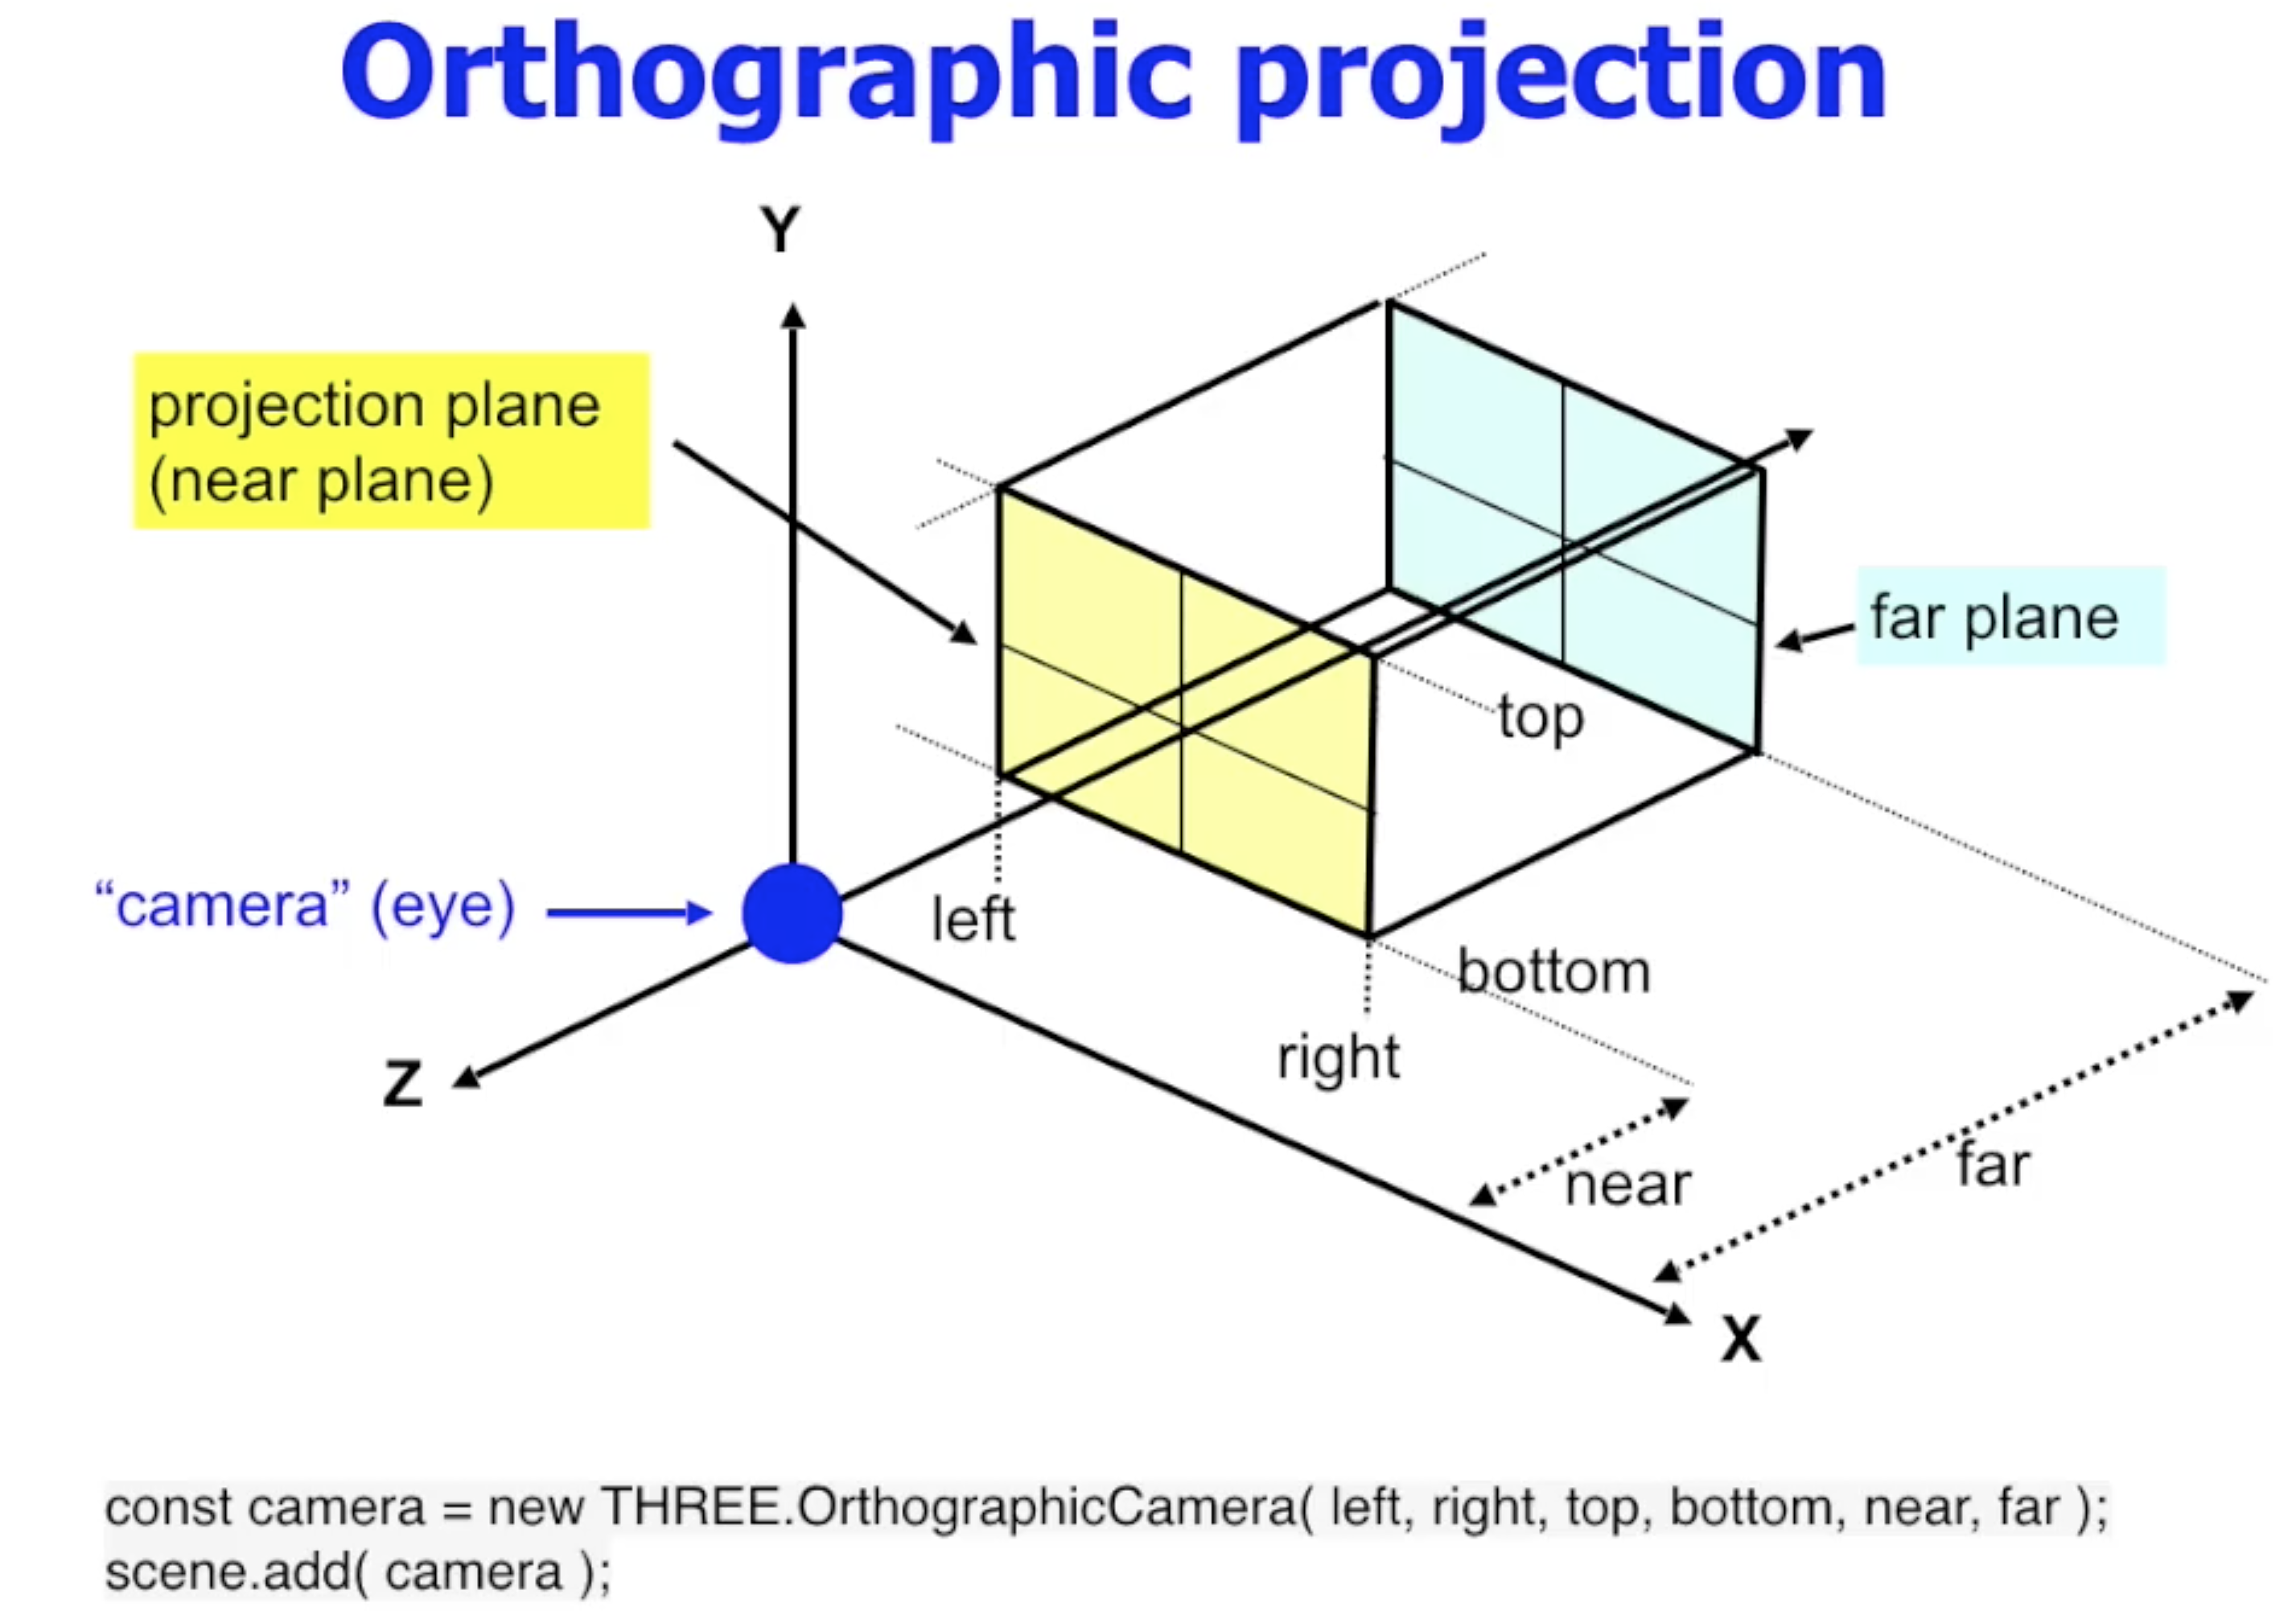 Orthographic projection
Y
projection plane
(near plane)
far plane
top
“camera” (eye)
left
bottom
right
Z
near
far
X
const camera = new THREE.OrthographicCamera( left, right, top, bottom, near, far );
scene.add( camera );